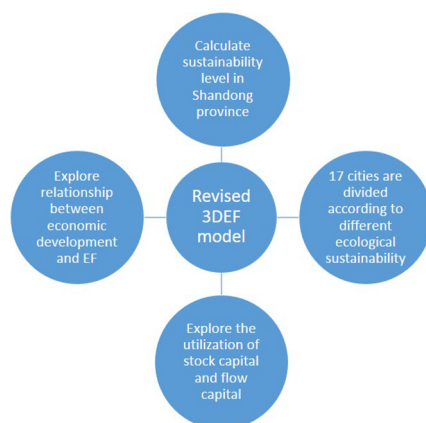 Calculate
sustainability
level in
Shandong
province
Explore
relationship
between
economic
development
and EF
Revised
3DEF
model
17 cities are
divided
according to
different
ecological
sustainability
Explore the
utilization of
stock capital
and flow
capital